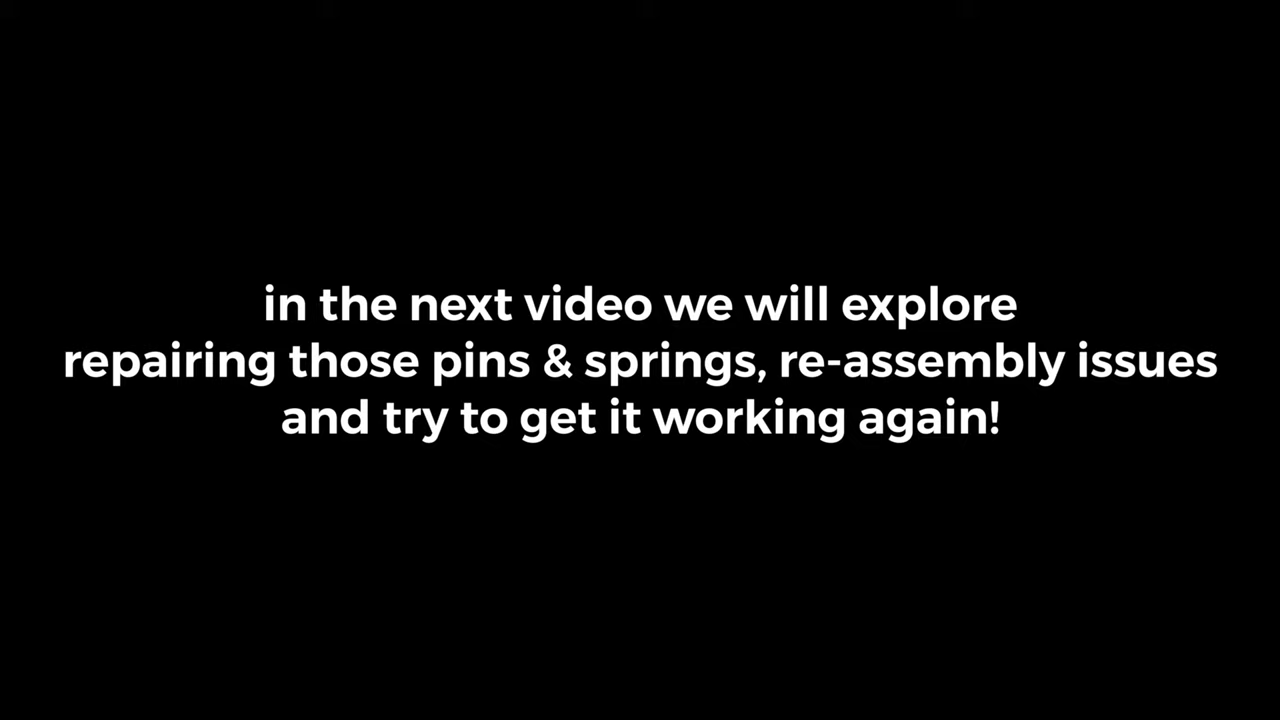 in the next video we will explore
repairing those pins & springs, re-assembly issues
and try to get it working again!